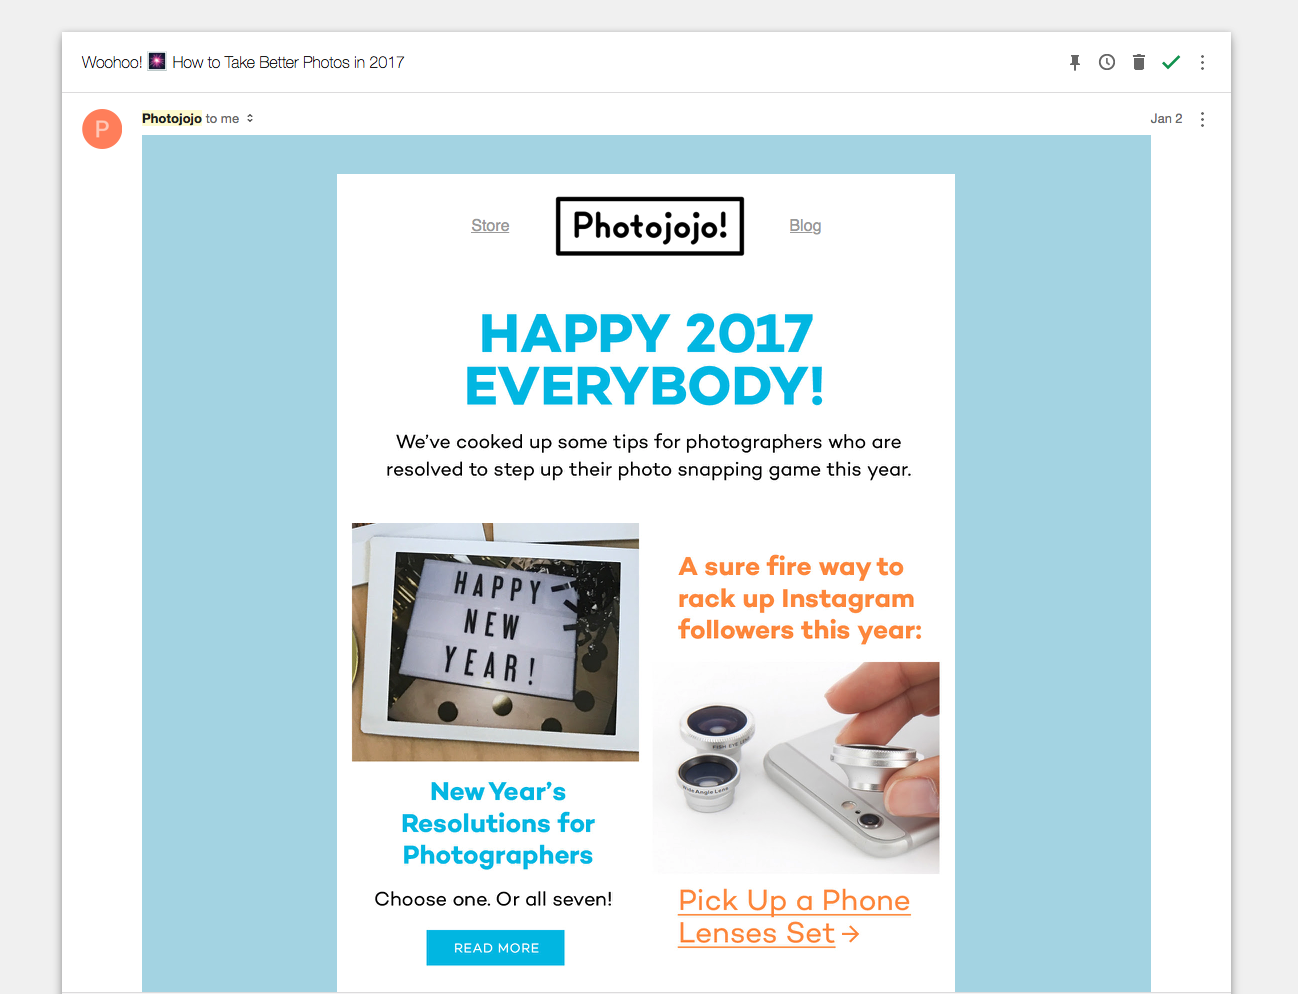 Woohoo! 🎆 How to Take Better Photos in 2017
P
Photojojo to me
Jan 2
Store
Photojojo!
Blog
HAPPY 2017
EVERYBODY!
We’ve cooked up some tips for photographers who are
resolved to step up their photo snapping game this year.
HAPPY
NEW
YEAR!
New Year’s
Resolutions for
Photographers
Choose one. Or all seven!
READ MORE
A sure fire way to
rack up Instagram
followers this year:
FISH EYE LENS
Wide Angle Lens
Pick Up a Phone
Lenses Set →